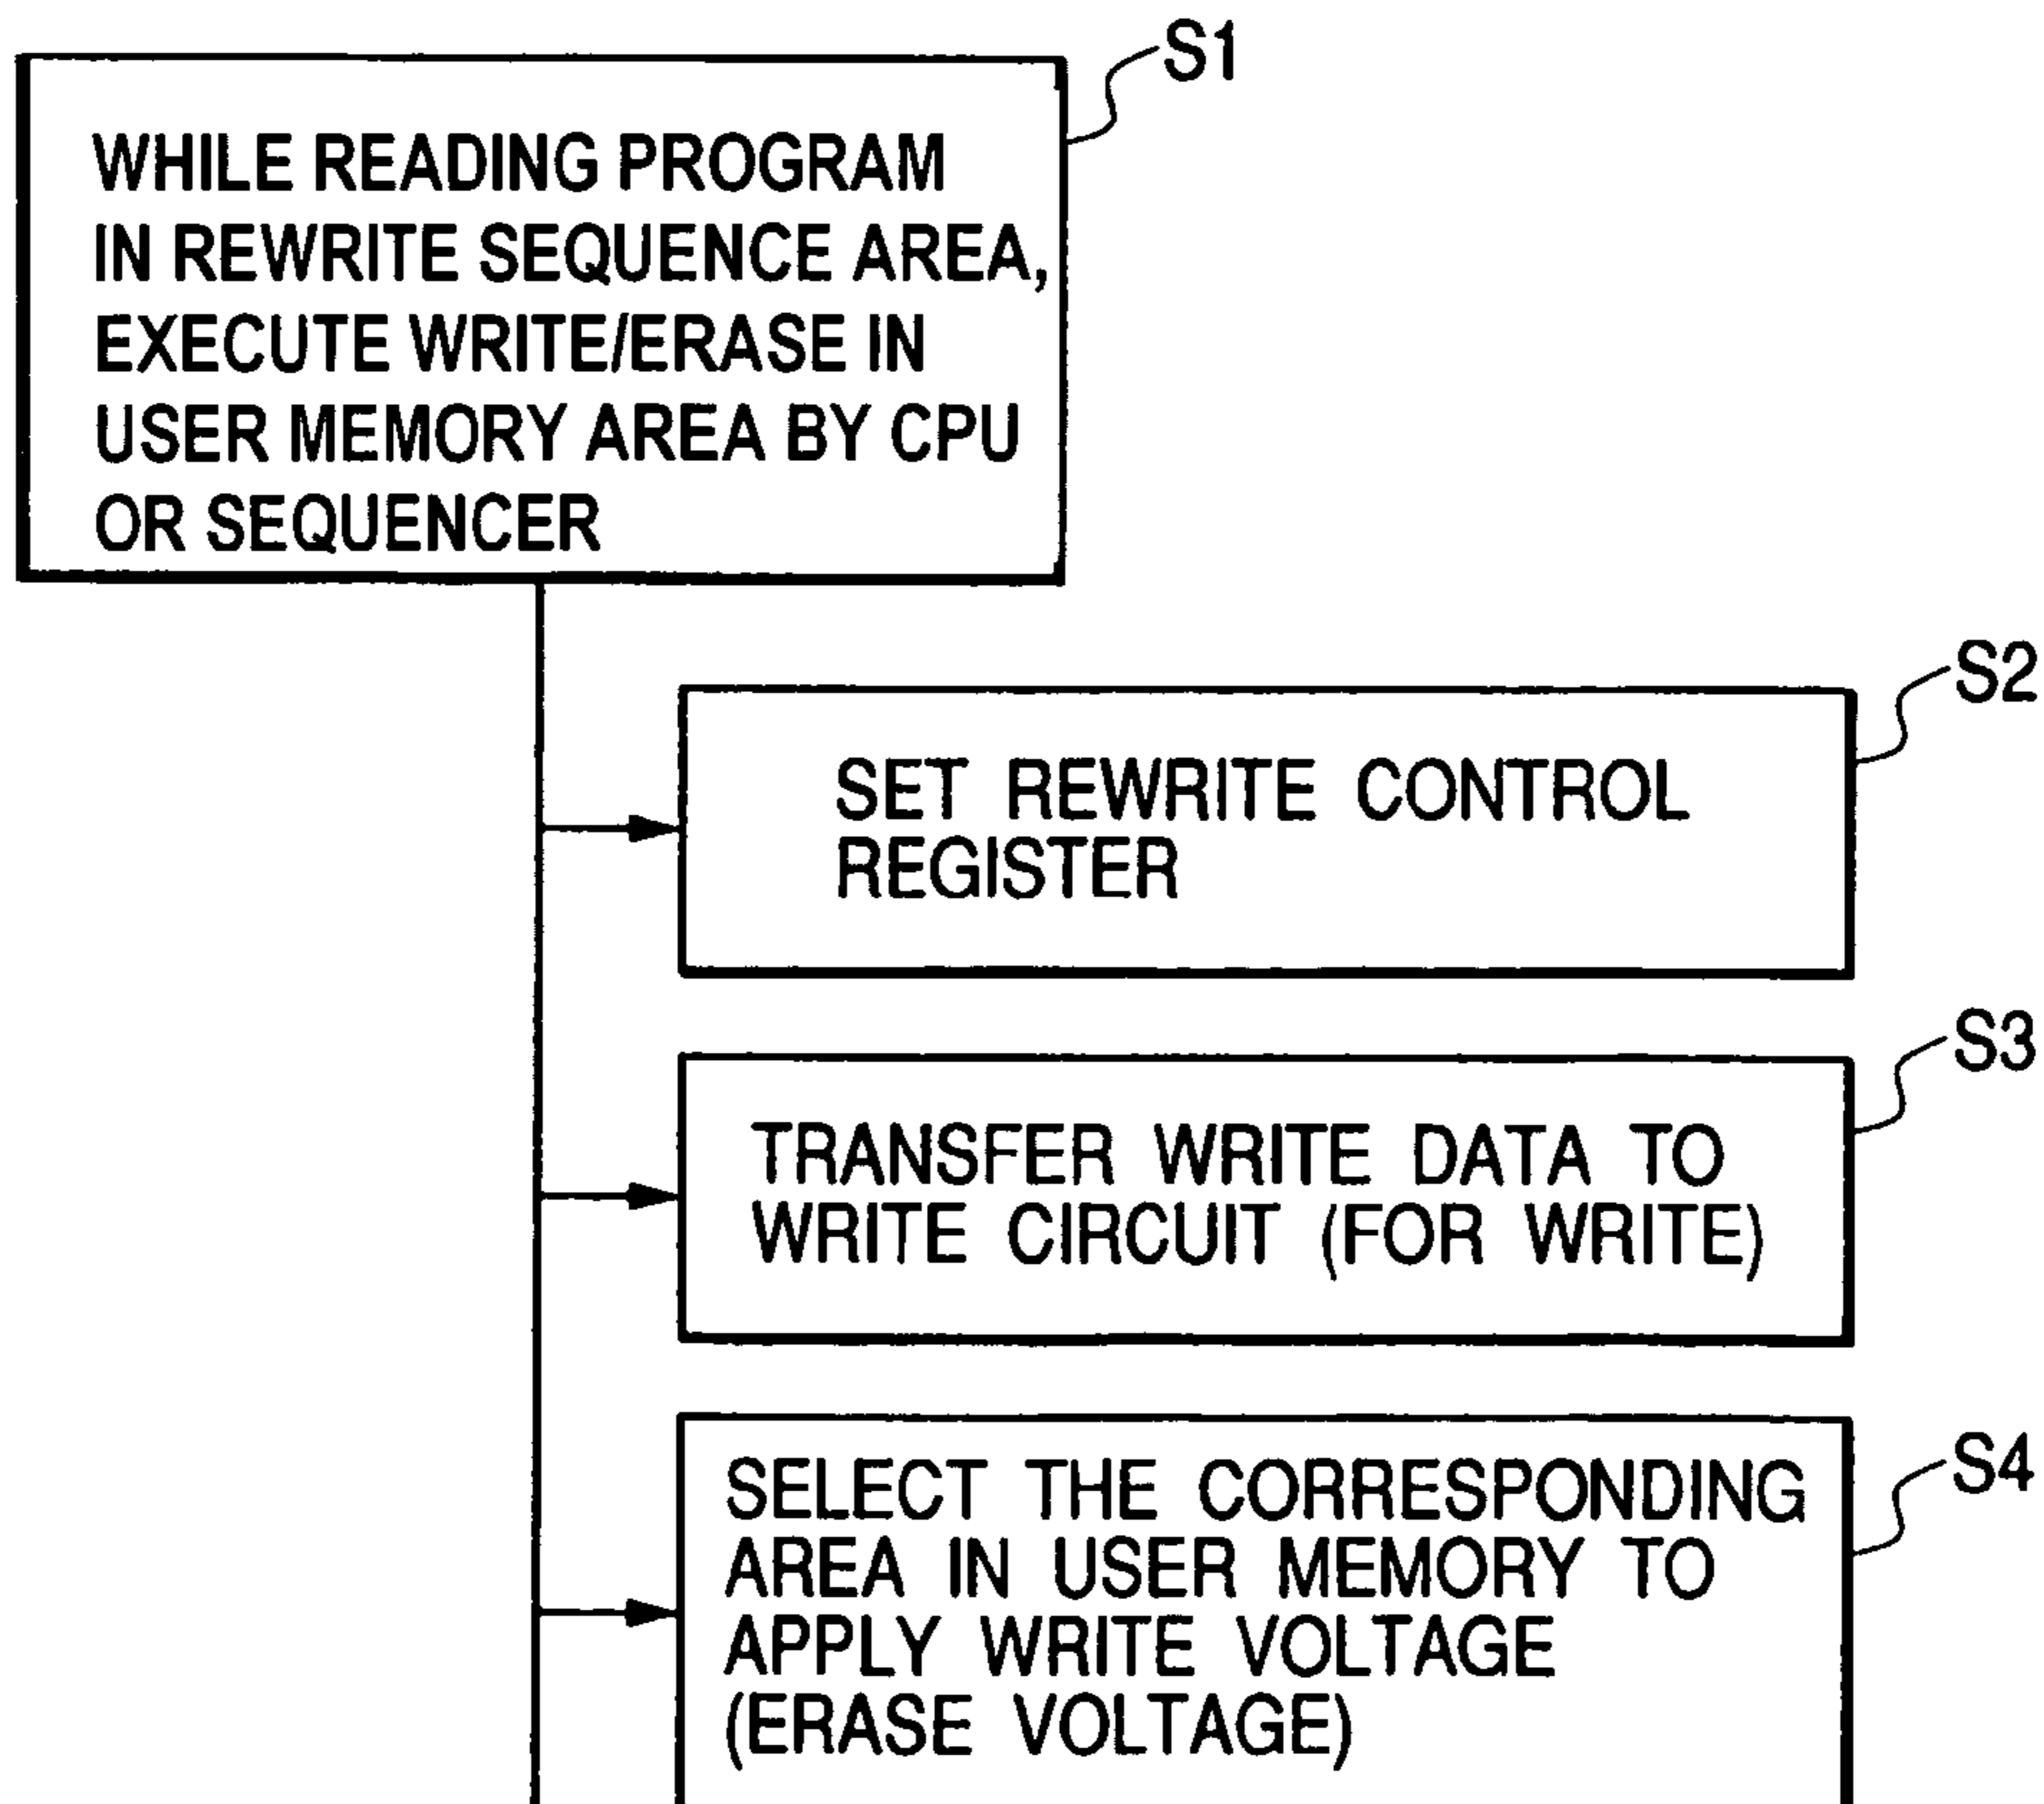 S1
WHILE READING PROGRAM
IN REWRITE SEQUENCE AREA,
EXECUTE WRITE/ERASE IN
USER MEMORY AREA BY CPU
OR SEQUENCER
S2
SET REWRITE CONTROL
REGISTER
S3
TRANSFER WRITE DATA TO
WRITE CIRCUIT (FOR WRITE)
S4
SELECT THE CORRESPONDING
AREA IN USER MEMORY TO
APPLY WRITE VOLTAGE
(ERASE VOLTAGE)